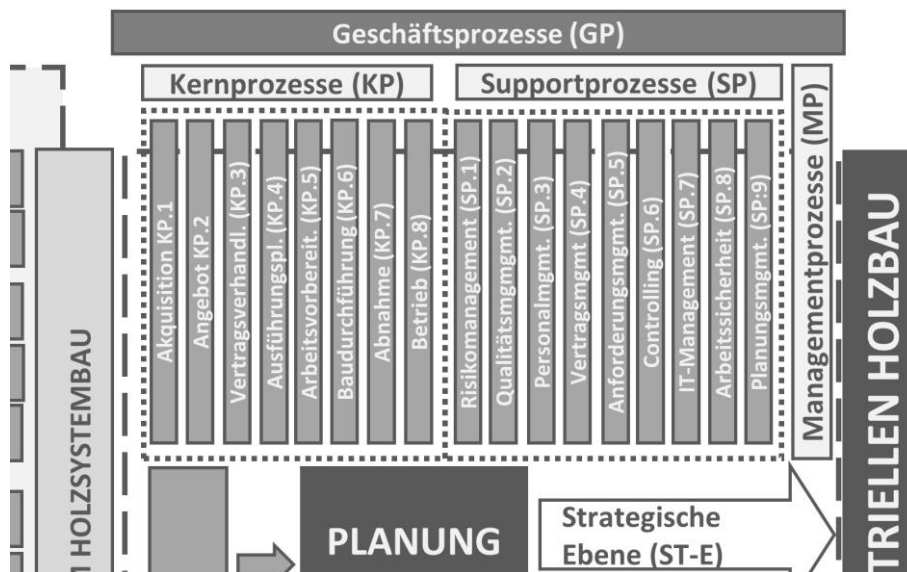 Geschäftsprozesse (GP)
Kernprozesse (KP)
Supportprozesse (SP)
Managementprozesse (MP)
Akquisition KP.1
Angebot KP.2
Vertragsverhandl. (KP.3)
Ausführungspl. (KP.4)
Arbeitsvorbereit. (KP.5)
Baudurchführung (KP.6)
Abnahme (KP.7)
Betrieb (KP.8)
Risikomanagement (SP.1)
Qualitätsmgmgmt. (SP.2)
Personalmgmt. (SP.3)
Vertragsmgmt (SP.4)
Anforderungsmgmt. (SP.5)
Controlling (SP.6)
IT-Management (SP.7)
Arbeitssicherheit (SP.8)
Planungsmgmt. (SP:9)
HOLZSYSTEMBAU
TRIELLEN HOLZBAU
PLANUNG
Strategische
Ebene (ST-E)